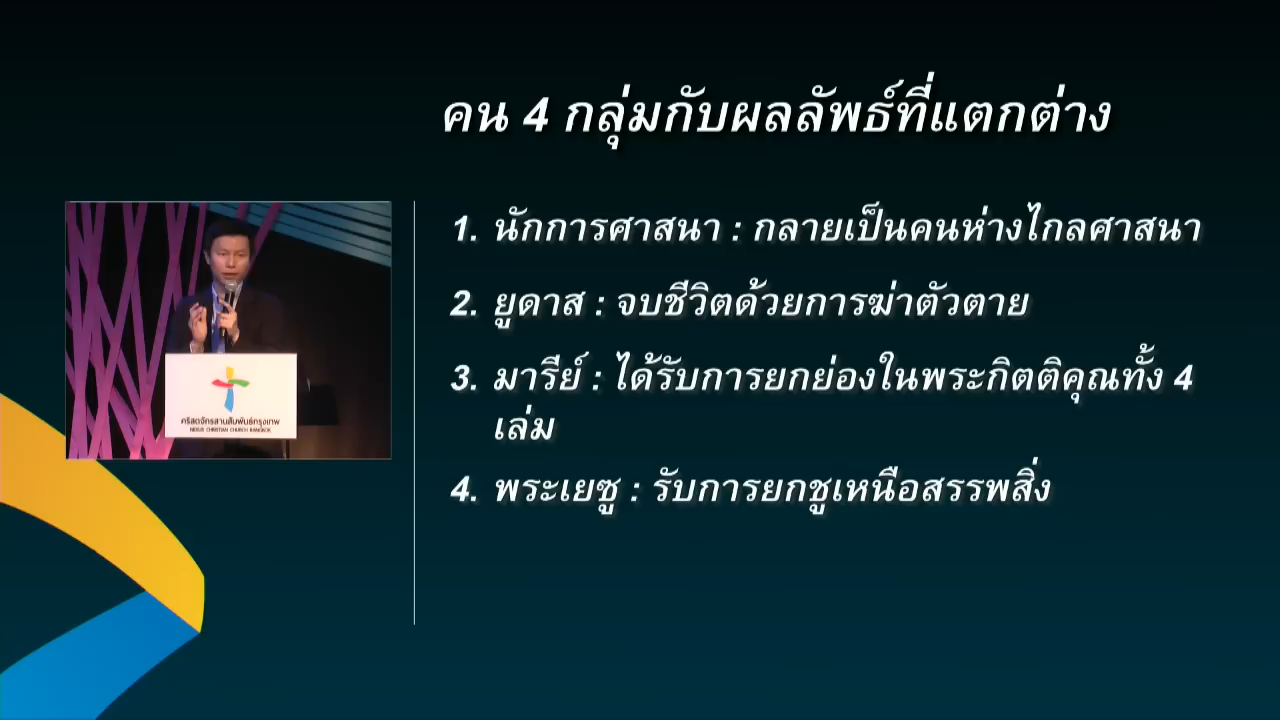 คน 4 กลุ่มกับผลลัพธ์ที่แตกต่าง
1. นักการศาสนา : กลายเป็นคนห่างไกลศาสนา
2. ยูดาส : จบชีวิตด้วยการฆ่าตัวตาย
3. มารีย์ : ได้รับการยกย่องในพระกิตติคุณทั้ง 4
เล่ม
4. พระเยซู : รับการยกชูเหนือสรรพสิ่ง
คริสตจักรสานสัมพันธ์กรุงเทพ
NEXUS CHRISTIAN CHURCH BANGKOK